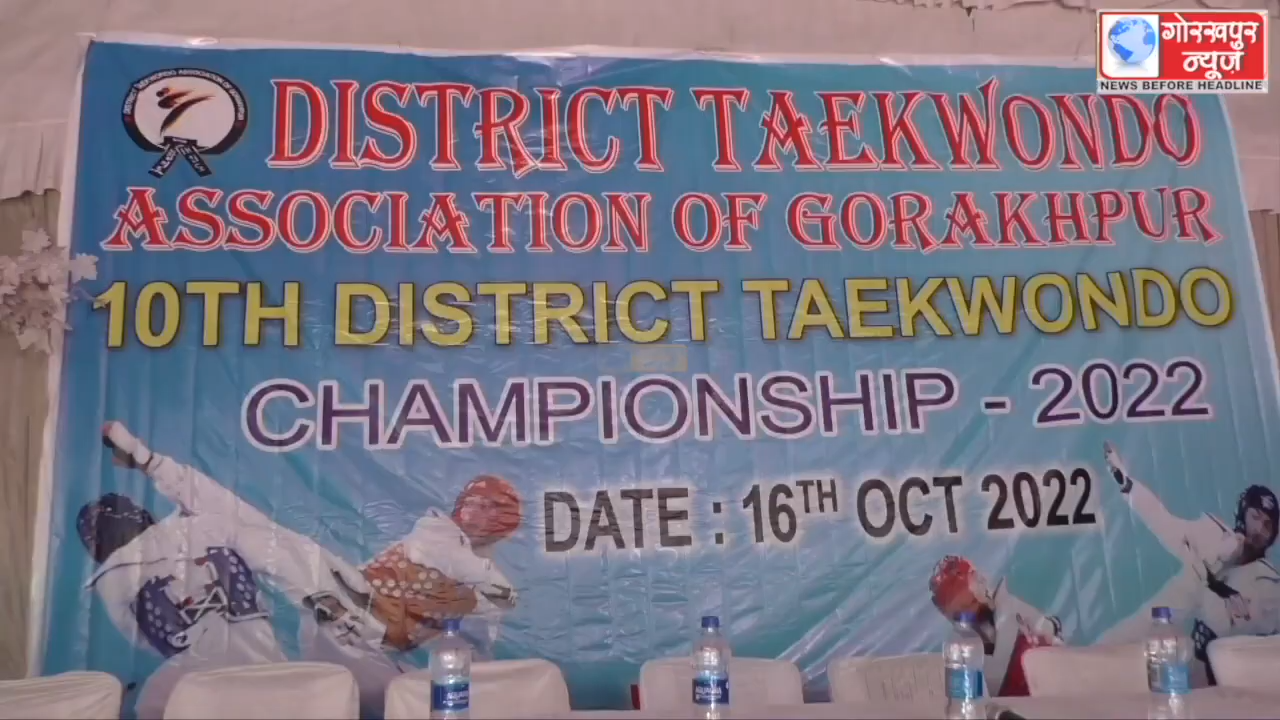 गोरखपुर
न्यूज़
NEWS BEFORE HEADLINE
DISTRICT TAEKWONDO
ASSOCIATION OF GORAKHPUR
10TH DISTRICT TAEKWONDO
CHAMPIONSHIP - 2022
DATE : 16TH OCT 2022